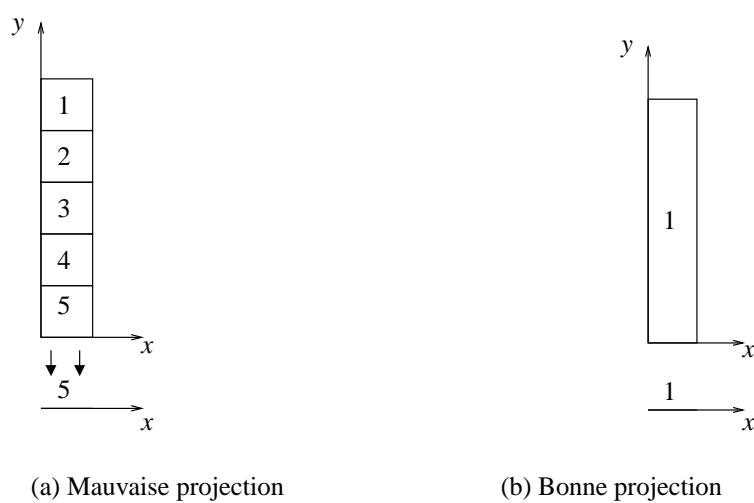 y
1
2
3
4
5
x
5
x
(a) Mauvaise projection
y
1
x
1
x
(b) Bonne projection